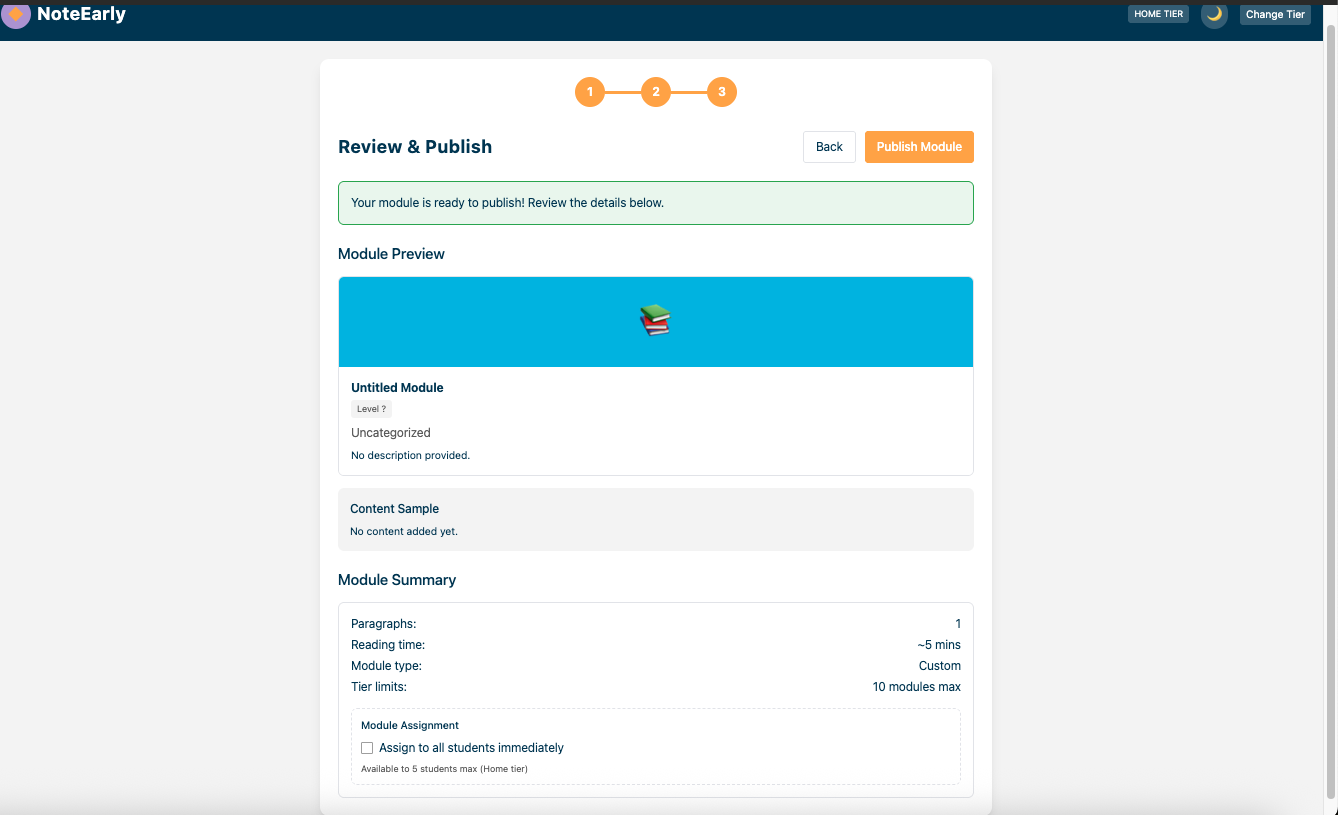 NoteEarly
HOME TIER
Change Tier
1 2 3
Review & Publish
Back
Publish Module
Your module is ready to publish! Review the details below.
Module Preview
Untitled Module
Level ?
Uncategorized
No description provided.
Content Sample
No content added yet.
Module Summary
Paragraphs: 1
Reading time: ~5 mins
Module type: Custom
Tier limits: 10 modules max
Module Assignment
Assign to all students immediately
Available to 5 students max (Home tier)